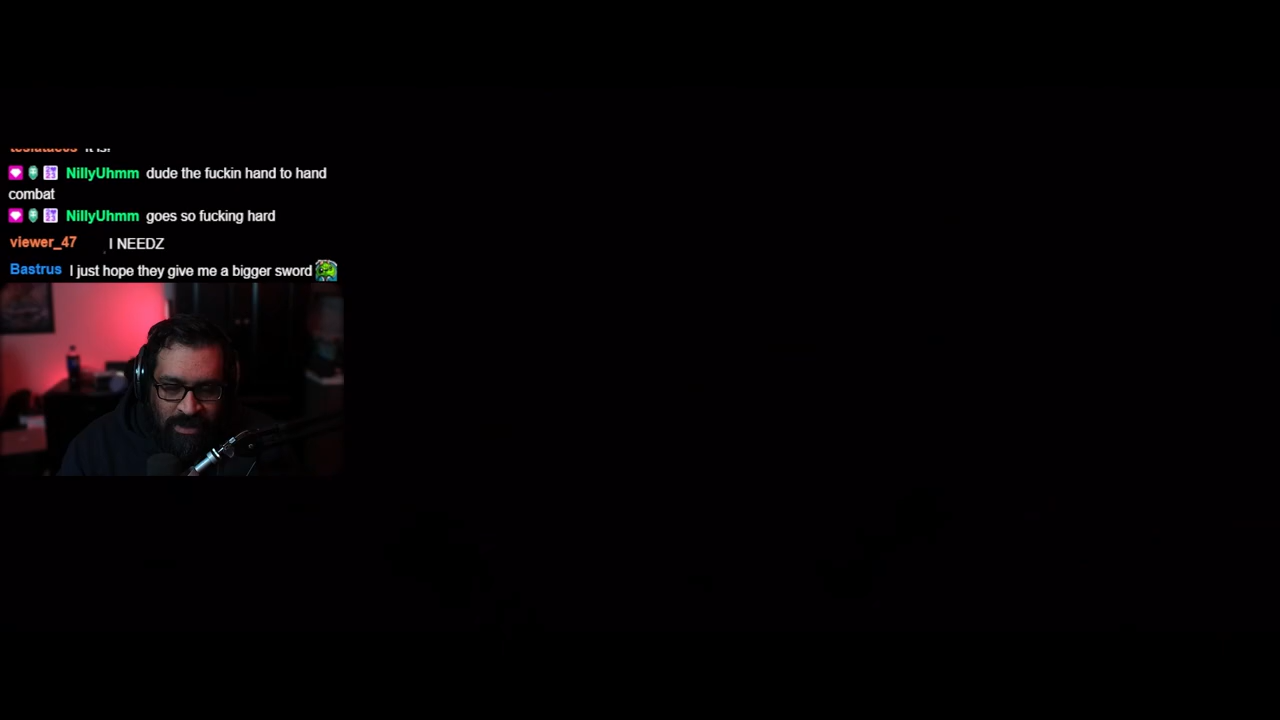 NillyUhmm dude the fuckin hand to hand
combat
NillyUhmm goes so fucking hard
viewer_47 I NEEDZ
Bastrus I just hope they give me a bigger sword